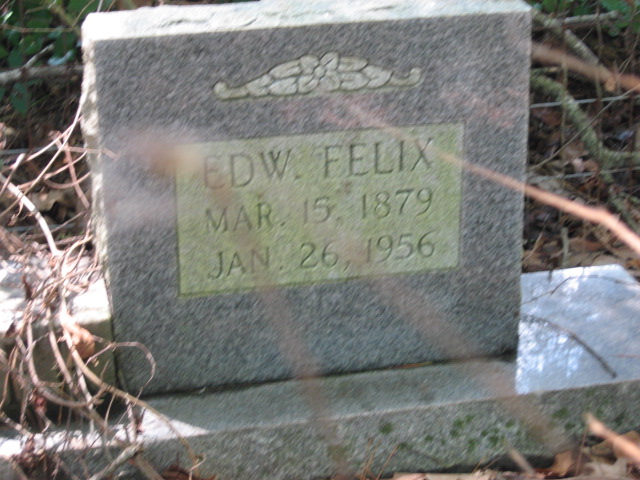 EDW. FELIX
MAR. 15, 1879
JAN. 26, 1956